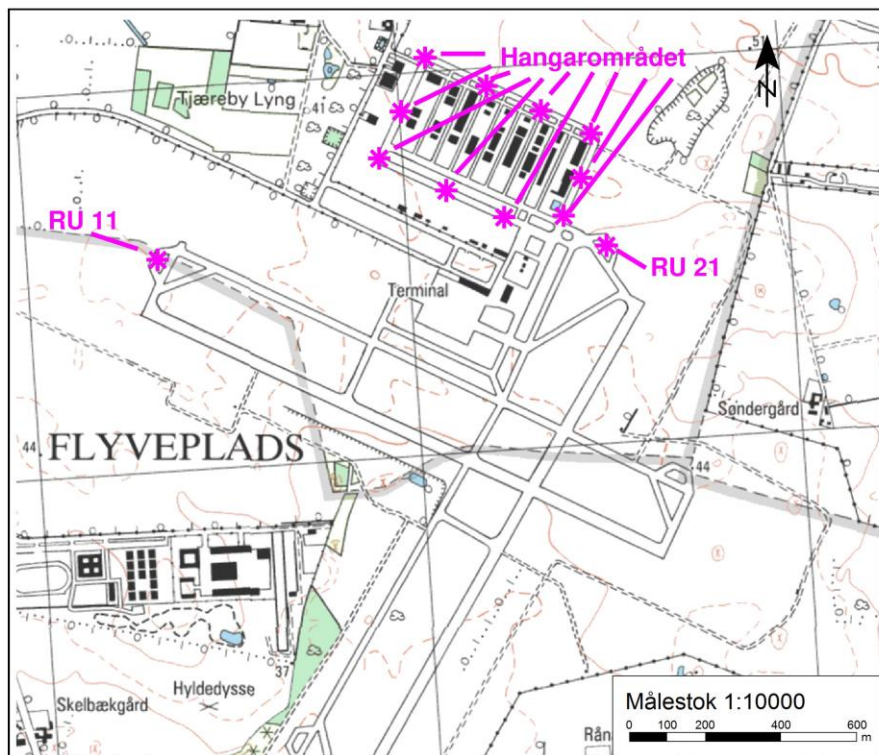 Hangarområdet
51
N
Tjæreby Lyng
41
RU 11
RU 21
Terminal
Søndergård
44
FLYVEPLADS
44
37
Hyldedysse
Skelbækgård
Målestok 1:10000
0 100 200 400 600
m